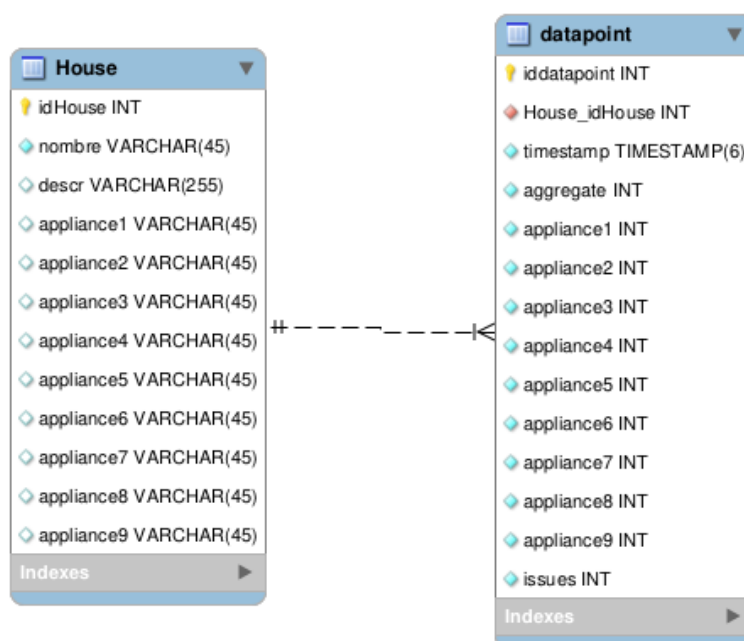 House
idHouse INT
nombre VARCHAR(45)
descr VARCHAR(255)
appliance1 VARCHAR(45)
appliance2 VARCHAR(45)
appliance3 VARCHAR(45)
appliance4 VARCHAR(45)
appliance5 VARCHAR(45)
appliance6 VARCHAR(45)
appliance7 VARCHAR(45)
appliance8 VARCHAR(45)
appliance9 VARCHAR(45)
Indexes
datapoint
iddatapoint INT
House_idHouse INT
timestamp TIMESTAMP(6)
aggregate INT
appliance1 INT
appliance2 INT
appliance3 INT
appliance4 INT
appliance5 INT
appliance6 INT
appliance7 INT
appliance8 INT
appliance9 INT
issues INT
Indexes